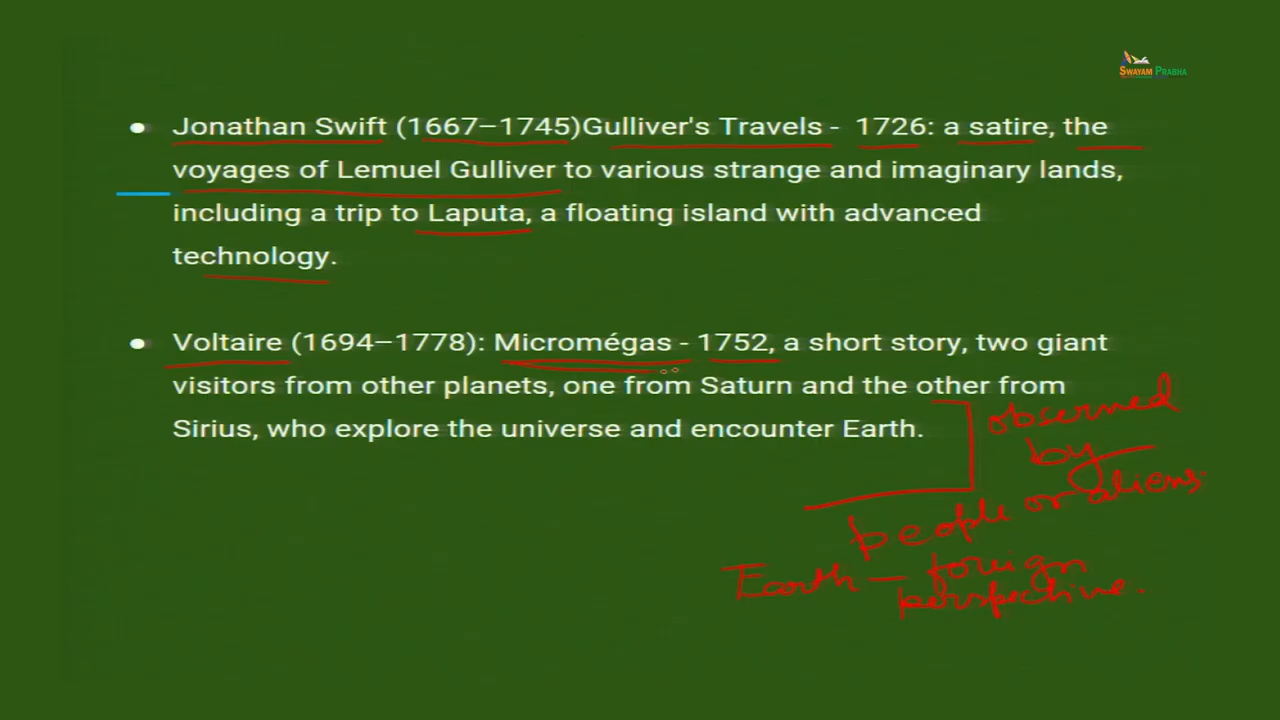 SWAYAM PRABHA
• Jonathan Swift (1667–1745)Gulliver's Travels - 1726: a satire, the
voyages of Lemuel Gulliver to various strange and imaginary lands,
including a trip to Laputa, a floating island with advanced
technology.
• Voltaire (1694–1778): Micromégas - 1752, a short story, two giant
visitors from other planets, one from Saturn and the other from
Sirius, who explore the universe and encounter Earth.
observed
by
people or aliens
Earth – foreign
perspective.